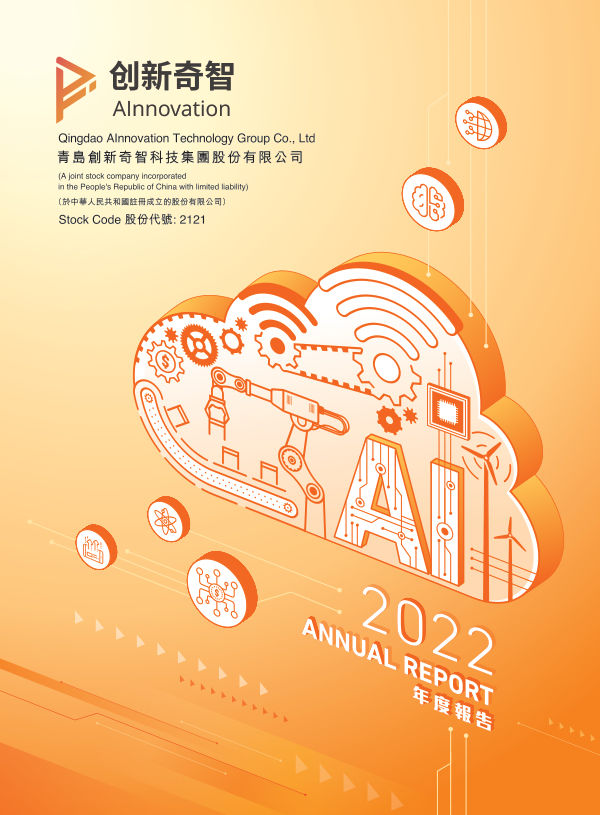 创新奇智
AInnovation
Qingdao AInnovation Technology Group Co., Ltd
青島創新奇智科技集團股份有限公司
(A joint stock company incorporated
in the People's Republic of China with limited liability)
(於中華人民共和國註冊成立的股份有限公司)
Stock Code 股份代號: 2121
AI
2022
ANNUAL REPORT
年度報告